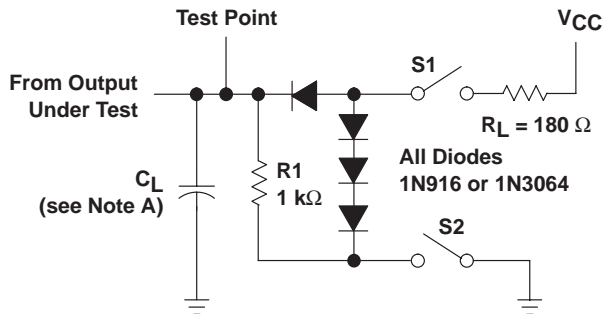 Test Point
VCC
S1
From Output
Under Test
RL = 180 Ω
R1
1 kΩ
All Diodes
1N916 or 1N3064
CL
(see Note A)
S2